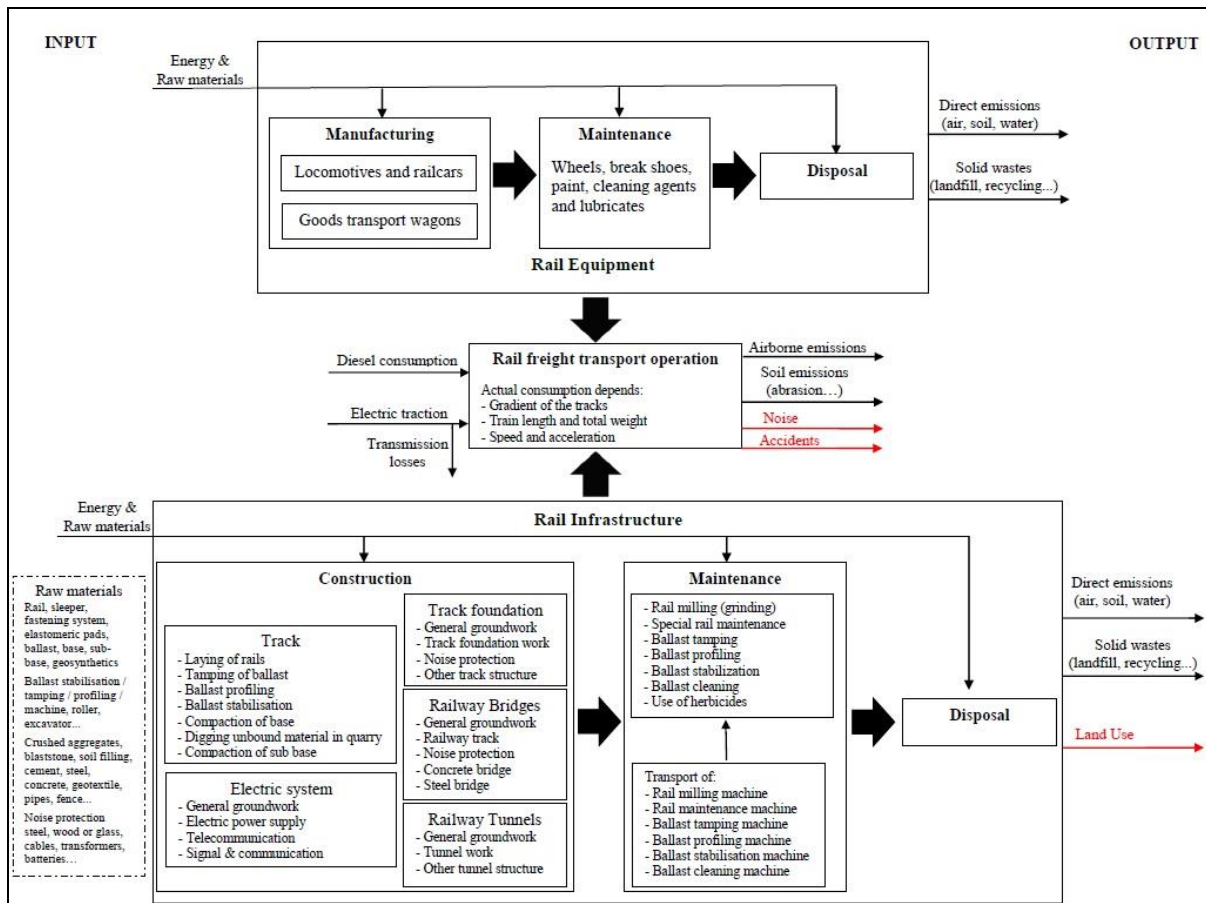 INPUT
OUTPUT
Energy &
Raw materials
Manufacturing
Locomotives and railcars
Goods transport wagons
Maintenance
Wheels, break shoes,
paint, cleaning agents
and lubricates
Disposal
Rail Equipment
Direct emissions
(air, soil, water)
Solid wastes
(landfill, recycling...)
Diesel consumption
Electric traction
Transmission
losses
Rail freight transport operation
Actual consumption depends:
- Gradient of the tracks
- Train length and total weight
- Speed and acceleration
Airborne emissions
Soil emissions
(abrasion…)
Noise
Accidents
Energy &
Raw materials
Rail Infrastructure
Raw materials
Rail, sleeper,
fastening system,
elastomeric pads,
ballast, base, sub-
base, geosynthetics
Ballast stabilisation /
tamping / profiling /
machine, roller,
excavator...
Crushed aggregates,
blaststone, soil filling,
cement, steel,
concrete, geotextile,
pipes, fence...
Noise protection
steel, wood or glass,
cables, transformers,
batteries…
Construction
Track
- Laying of rails
- Tamping of ballast
- Ballast profiling
- Ballast stabilisation
- Compaction of base
- Digging unbound material in quarry
- Compaction of sub base
Electric system
- General groundwork
- Electric power supply
- Telecommunication
- Signal & communication
Track foundation
- General groundwork
- Track foundation work
- Noise protection
- Other track structure
Railway Bridges
- General groundwork
- Railway track
- Noise protection
- Concrete bridge
- Steel bridge
Railway Tunnels
- General groundwork
- Tunnel work
- Other tunnel structure
Maintenance
- Rail milling (grinding)
- Special rail maintenance
- Ballast tamping
- Ballast profiling
- Ballast stabilization
- Ballast cleaning
- Use of herbicides
Transport of:
- Rail milling machine
- Rail maintenance machine
- Ballast tamping machine
- Ballast profiling machine
- Ballast stabilisation machine
- Ballast cleaning machine
Disposal
Direct emissions
(air, soil, water)
Solid wastes
(landfill, recycling...)
Land Use